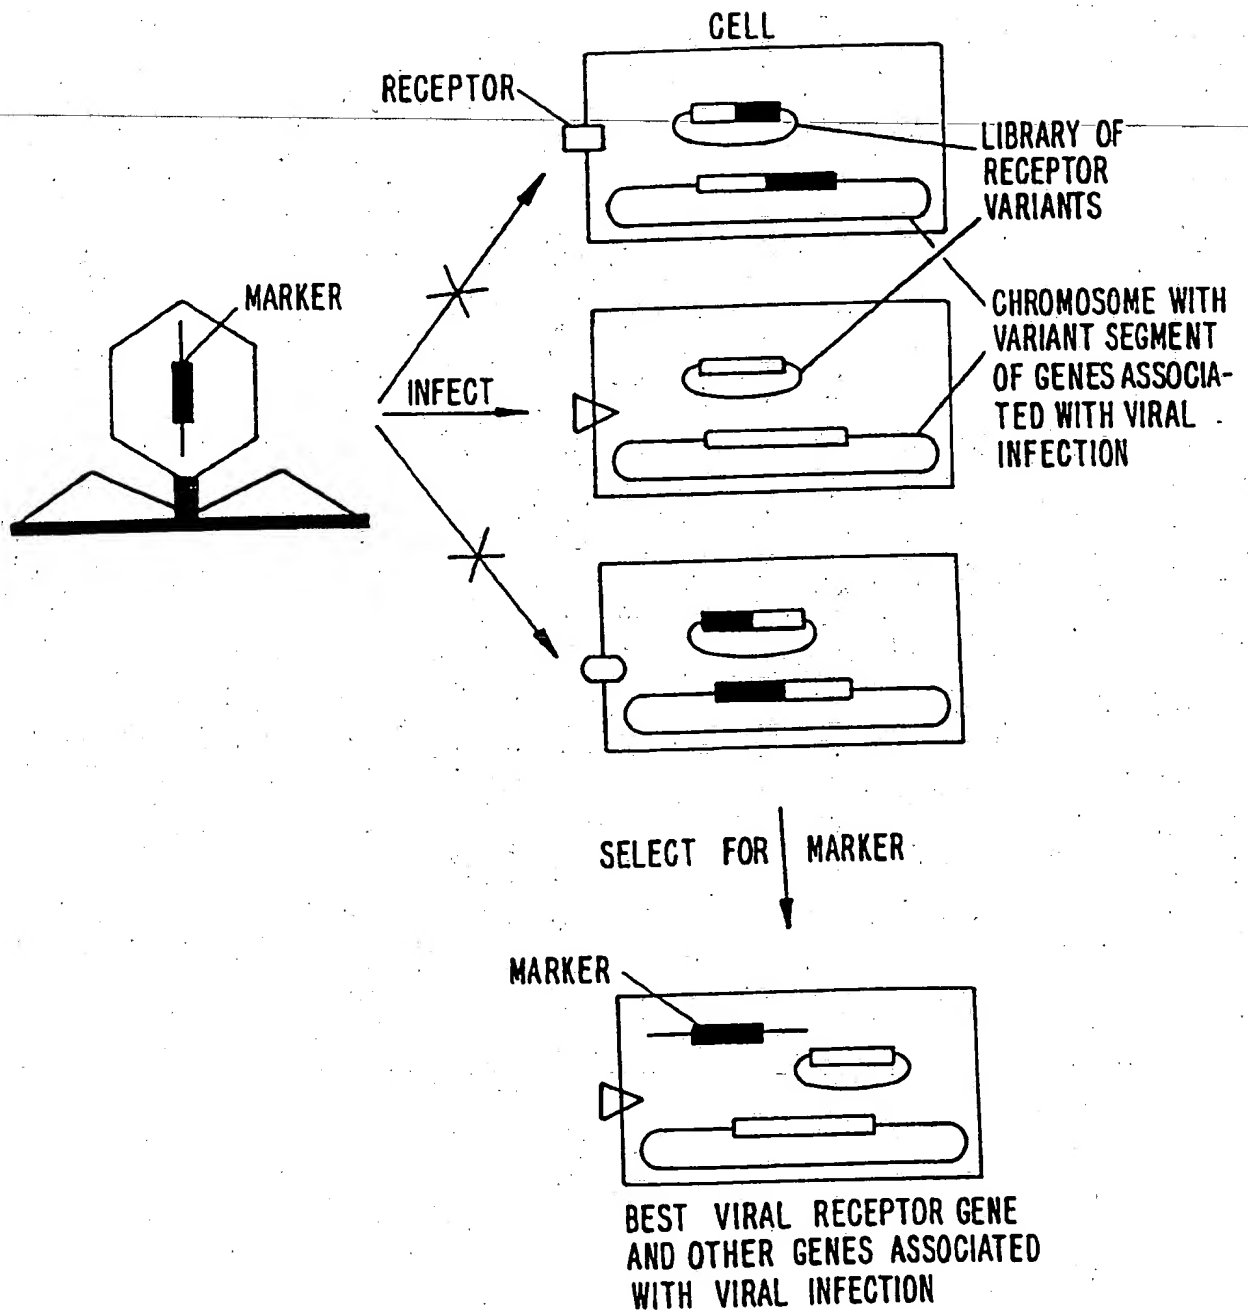 CELL
RECEPTOR
LIBRARY OF
RECEPTOR
VARIANTS
MARKER
INFECT
CHROMOSOME WITH
VARIANT SEGMENT
OF GENES ASSOCIA-
TED WITH VIRAL
INFECTION
SELECT FOR MARKER
MARKER
BEST VIRAL RECEPTOR GENE
AND OTHER GENES ASSOCIATED
WITH VIRAL INFECTION